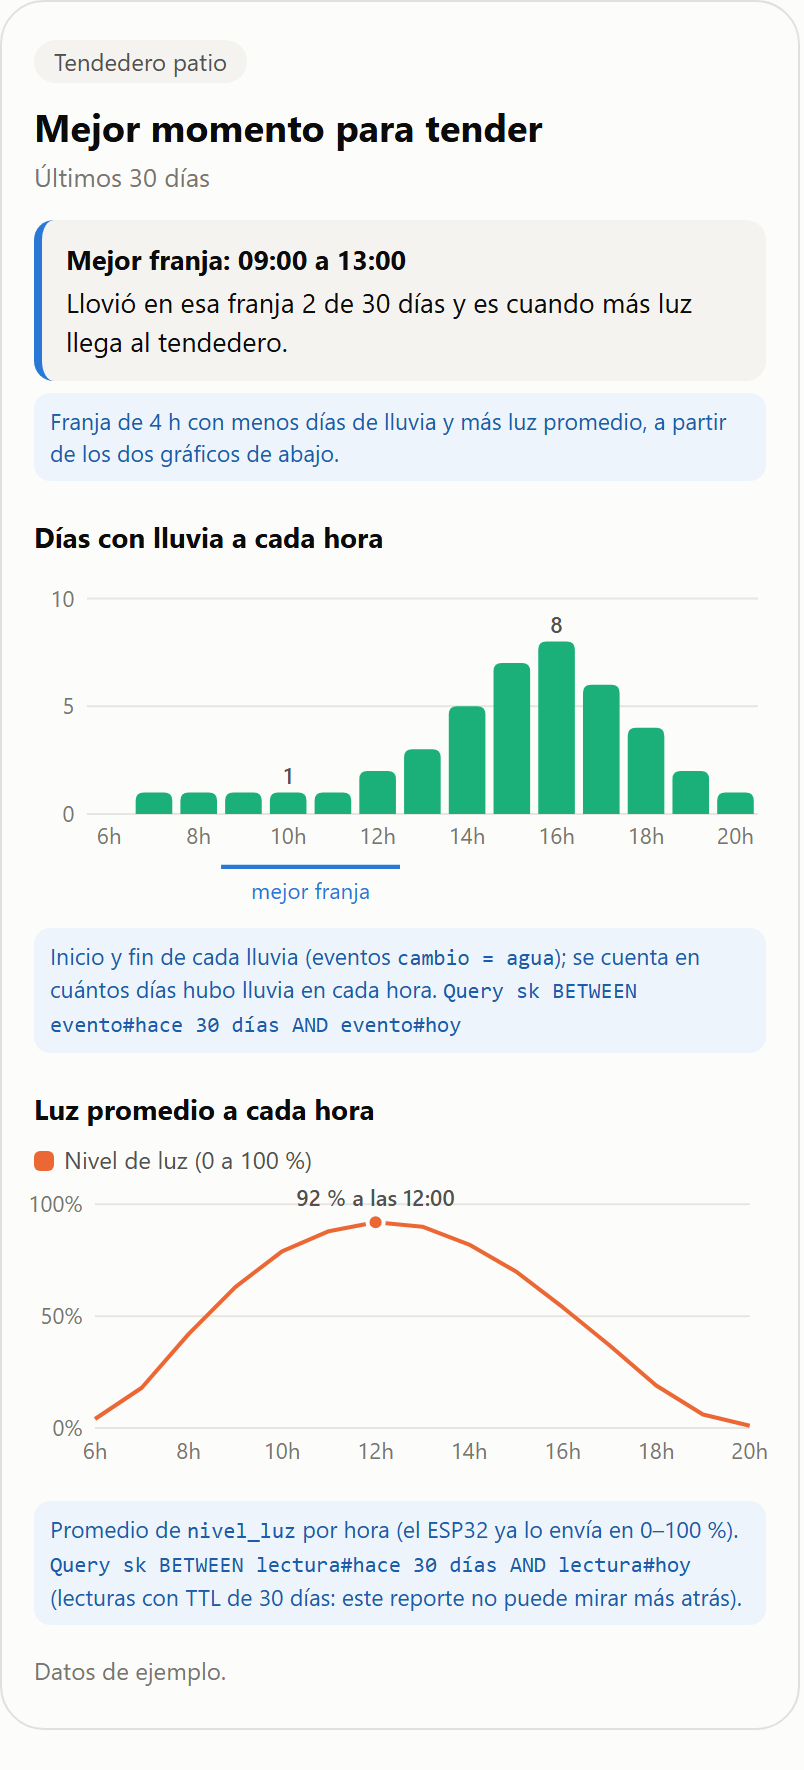 Tendedero patio
Mejor momento para tender
Últimos 30 días
Mejor franja: 09:00 a 13:00
Llovió en esa franja 2 de 30 días y es cuando más luz
llega al tendedero.
Franja de 4 h con menos días de lluvia y más luz promedio, a partir
de los dos gráficos de abajo.
Días con lluvia a cada hora
10
8
5
1
0
6h 8h 10h 12h 14h 16h 18h 20h
mejor franja
Inicio y fin de cada lluvia (eventos cambio = agua); se cuenta en
cuántos días hubo lluvia en cada hora. Query sk BETWEEN
evento#hace 30 días AND evento#hoy
Luz promedio a cada hora
Nivel de luz (0 a 100 %)
92 % a las 12:00
100%
50%
0%
6h 8h 10h 12h 14h 16h 18h 20h
Promedio de nivel_luz por hora (el ESP32 ya lo envía en 0–100 %).
Query sk BETWEEN lectura#hace 30 días AND lectura#hoy
(lecturas con TTL de 30 días: este reporte no puede mirar más atrás).
Datos de ejemplo.